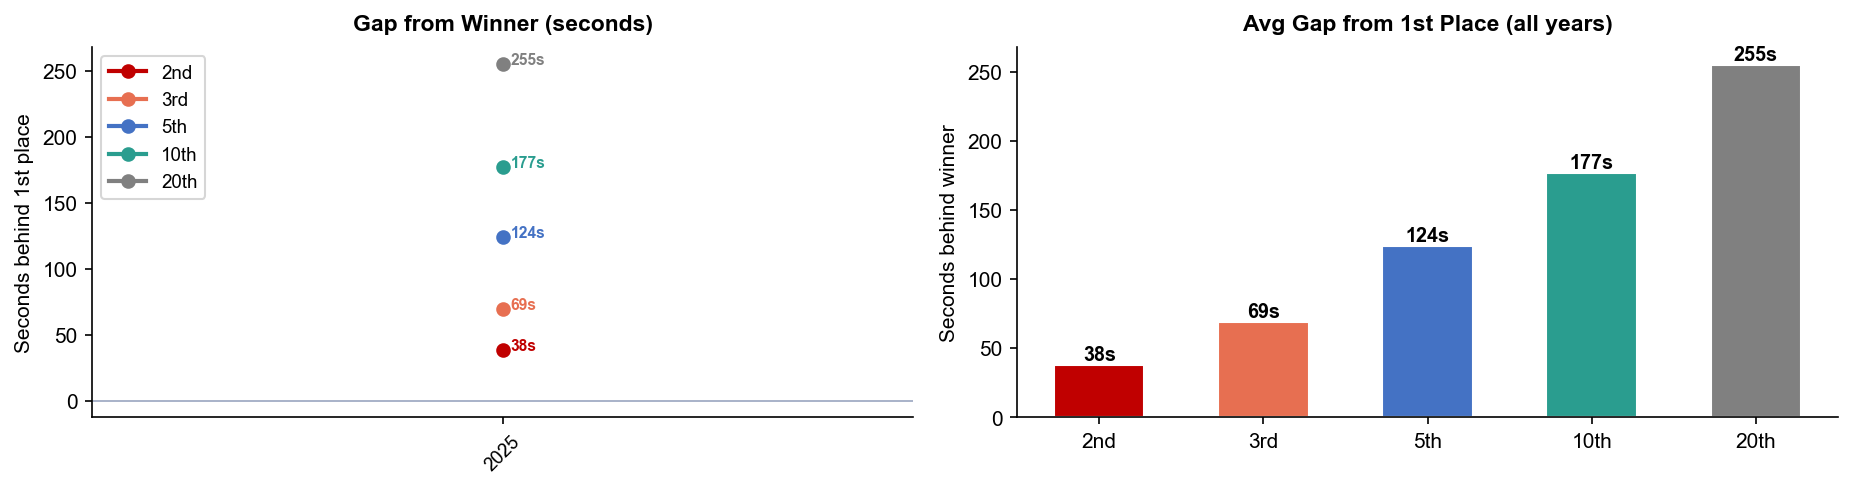 Gap from Winner (seconds)
Seconds behind 1st place
250
200
150
100
50
0
2nd
3rd
5th
10th
20th
255s
177s
124s
69s
38s
2025
Avg Gap from 1st Place (all years)
Seconds behind winner
250
200
150
100
50
0
38s
69s
124s
177s
255s
2nd
3rd
5th
10th
20th